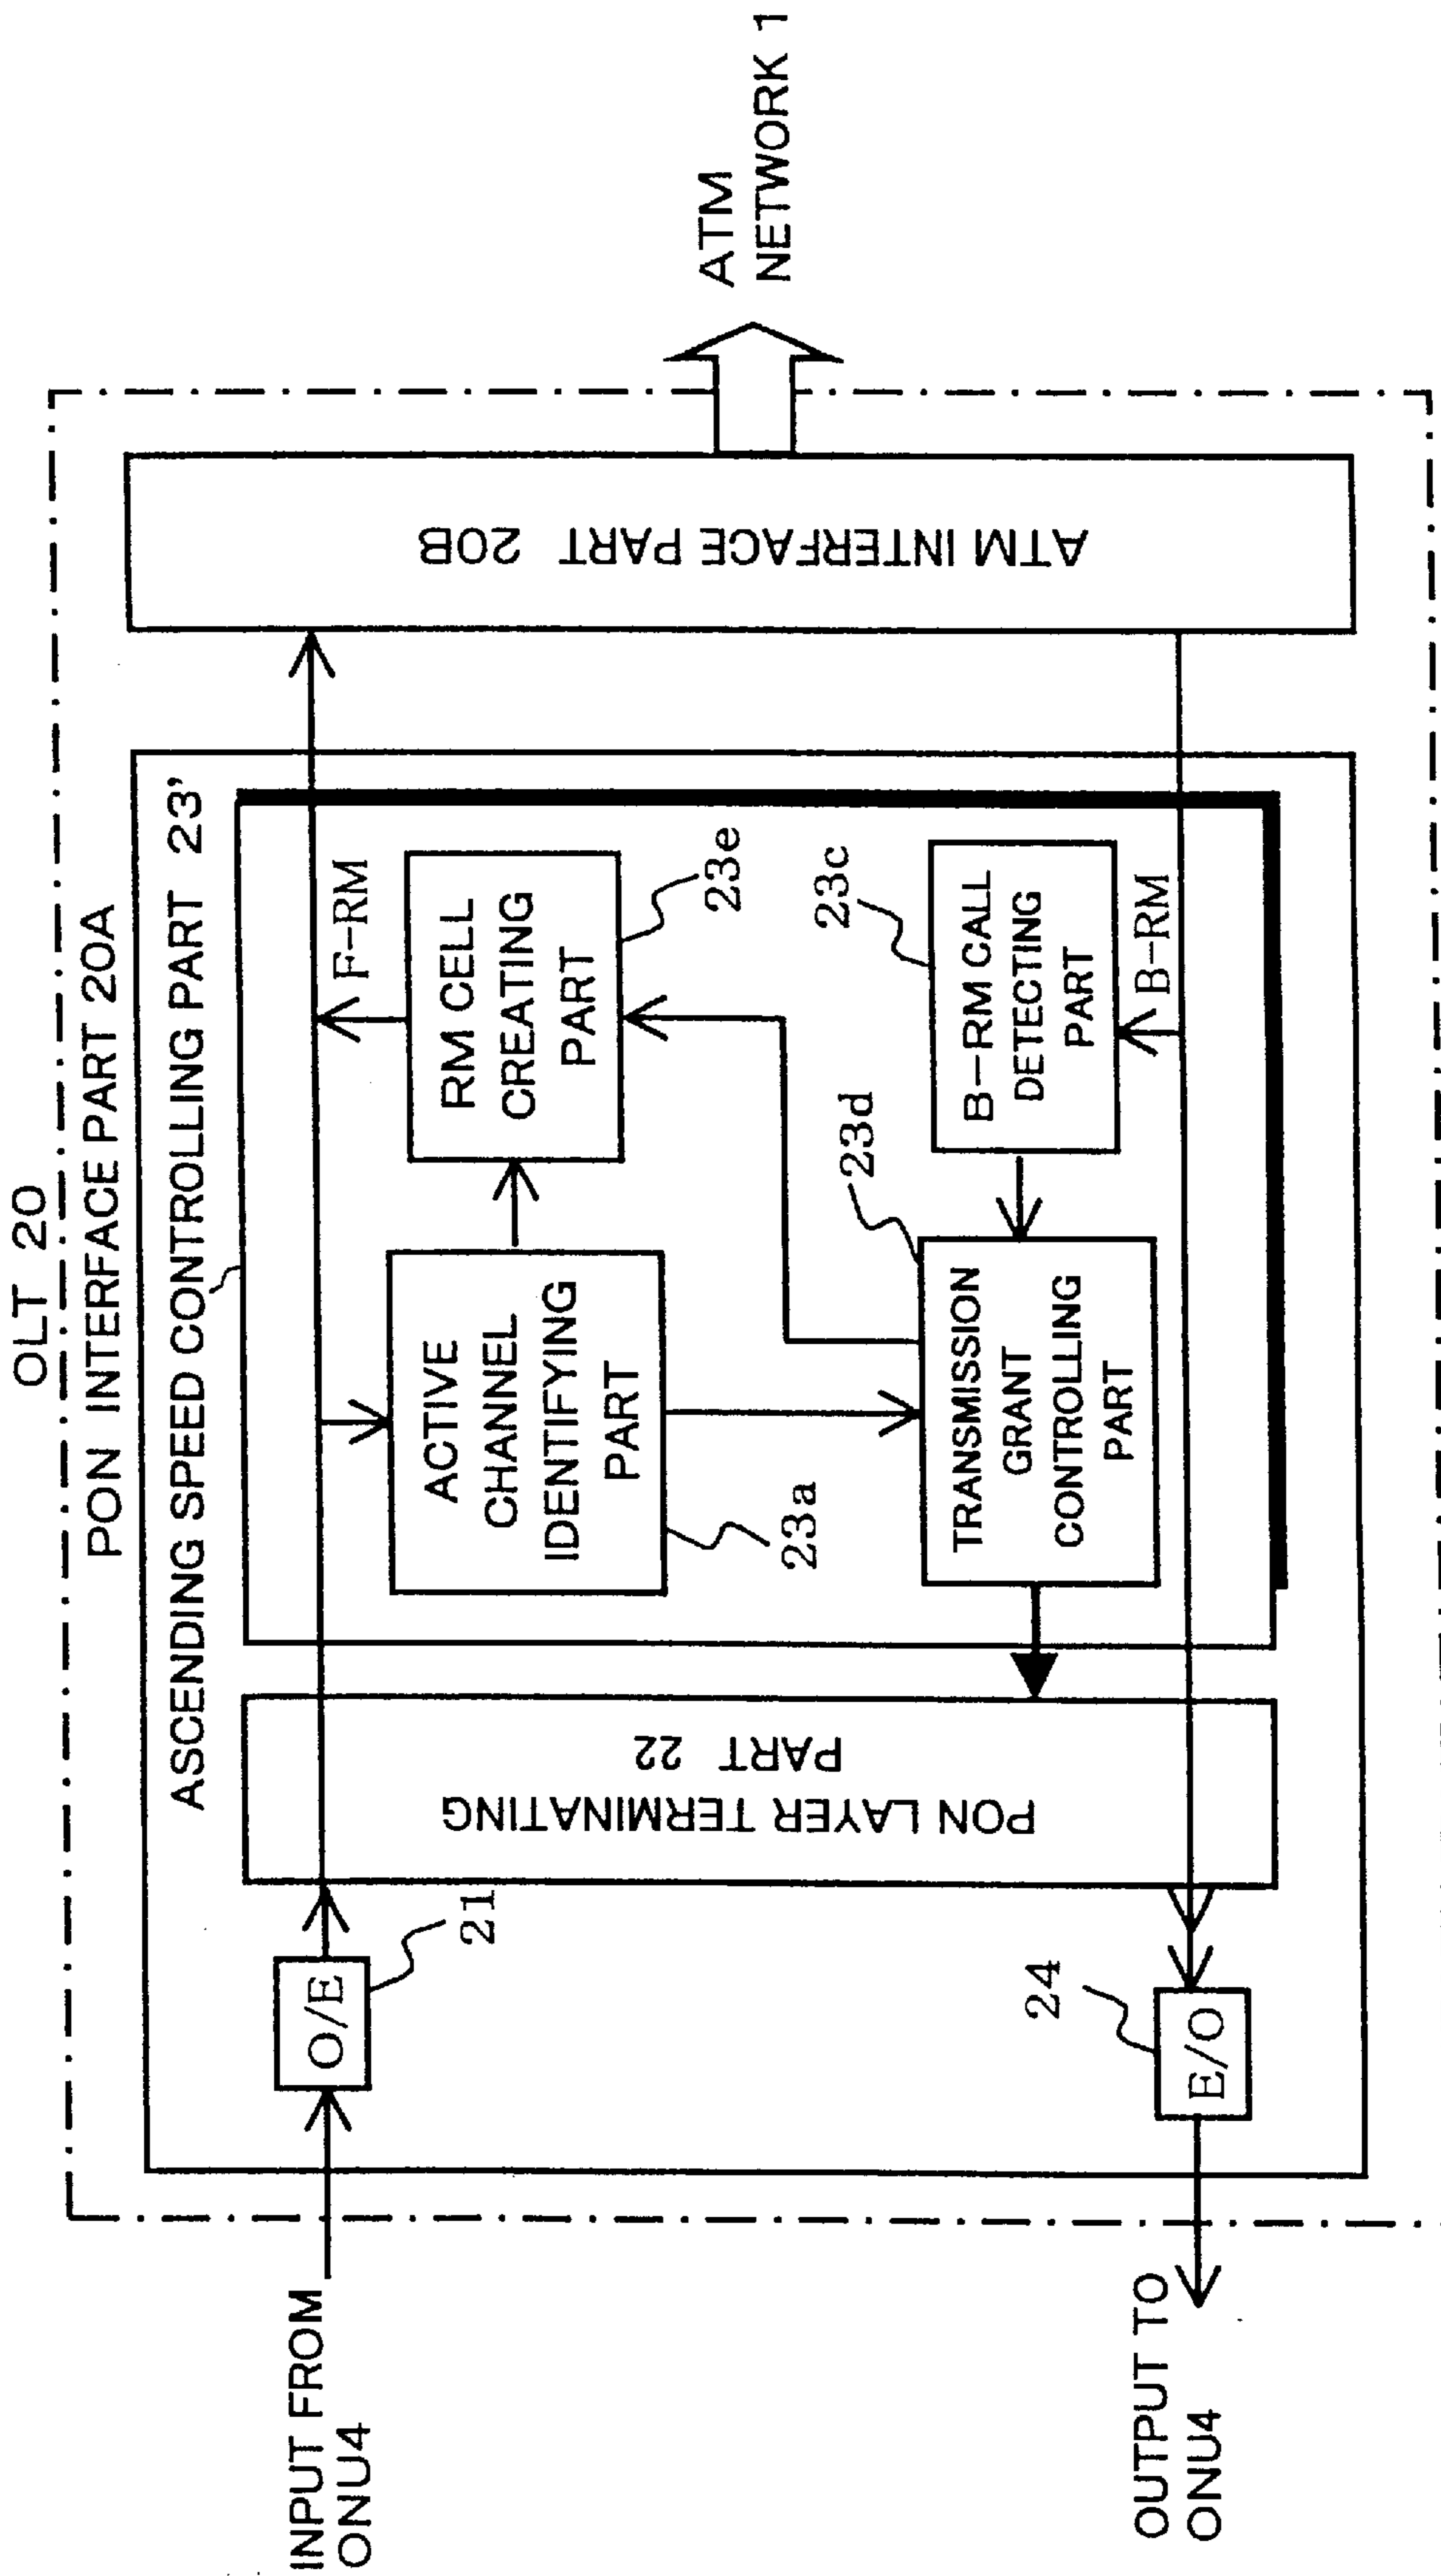 OLT 20
PON INTERFACE PART 20A
ASCENDING SPEED CONTROLLING PART 23'
INPUT FROM
ONU4
O/E
21
PON LAYER TERMINATING
PART 22
ACTIVE
CHANNEL
IDENTIFYING
PART
23a
RM CELL
CREATING
PART
23e
F-RM
TRANSMISSION
GRANT
CONTROLLING
PART
23d
B-RM CALL
DETECTING
PART
23c
B-RM
ATM INTERFACE PART 20B
ATM
NETWORK 1
OUTPUT TO
ONU4
E/O
24